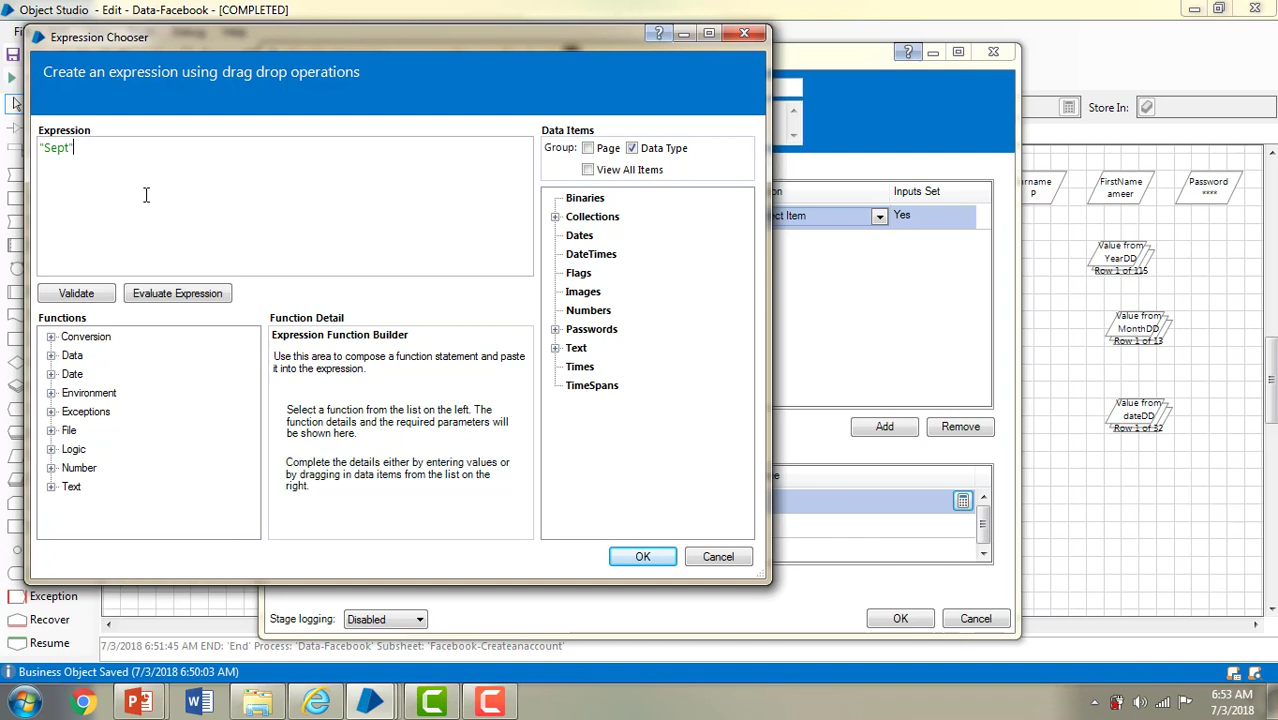 Object Studio - Edit - Data-Facebook - [COMPLETED]
Expression Chooser
Create an expression using drag drop operations
Store In:
Expression
"Sept"
Data Items
Group: Page Data Type
View All Items
Inputs Set
ct Item Yes
Binaries
Collections
Dates
DateTimes
Flags
Images
Numbers
Passwords
Text
Times
TimeSpans
Validate Evaluate Expression
Functions
Conversion
Data
Date
Environment
Exceptions
File
Logic
Number
Text
Function Detail
Expression Function Builder
Use this area to compose a function statement and paste
it into the expression.
Select a function from the list on the left. The
function details and the required parameters will
be shown here.
Complete the details either by entering values or
by dragging in data items from the list on the
right.
OK Cancel
Add Remove
FirstName
ameer
Password
****
Value from
YearDD
Row 1 of 115
Value from
MonthDD
Row 1 of 13
Value from
dateDD
Row 1 of 32
Exception
Recover
Resume
Stage logging: Disabled
OK Cancel
7/3/2018 6:51:45 AM END: 'End' Process: 'Data-Facebook' Subsheet: 'Facebook-Createanaccount'
Business Object Saved (7/3/2018 6:50:03 AM)
6:53 AM
7/3/2018